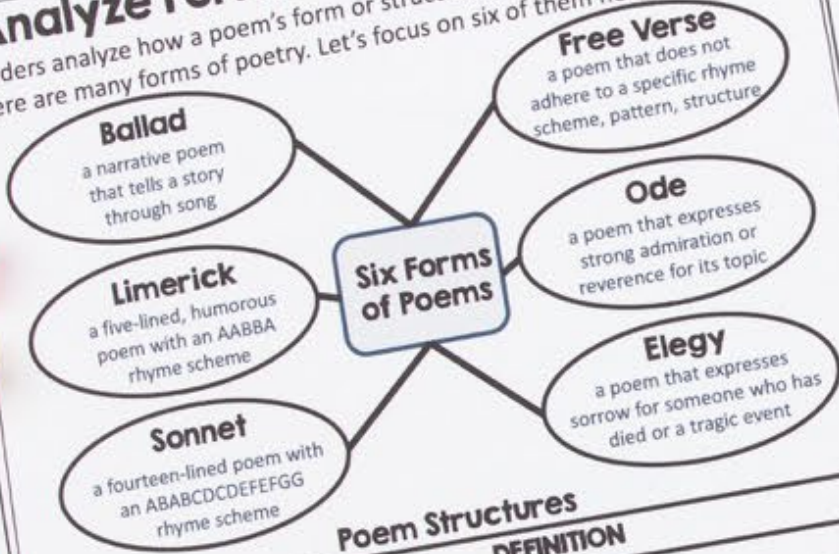 Analyze
ders analyze how a poem's form or
ere are many forms of poetry. Let's focus on six of them
Ballad
a narrative poem
that tells a story
through song
Limerick
a five-lined, humorous
poem with an AABBA
rhyme scheme
Sonnet
a fourteen-lined poem with
an ABABCDCDEFEFGG
rhyme scheme
Six Forms
of Poems
Free Verse
a poem that does not
adhere to a specific rhyme
scheme, pattern, structure
Ode
a poem that expresses
strong admiration or
reverence for its topic
Elegy
a poem that expresses
sorrow for someone who has
died or a tragic event
Poem Structures
DEFINITION